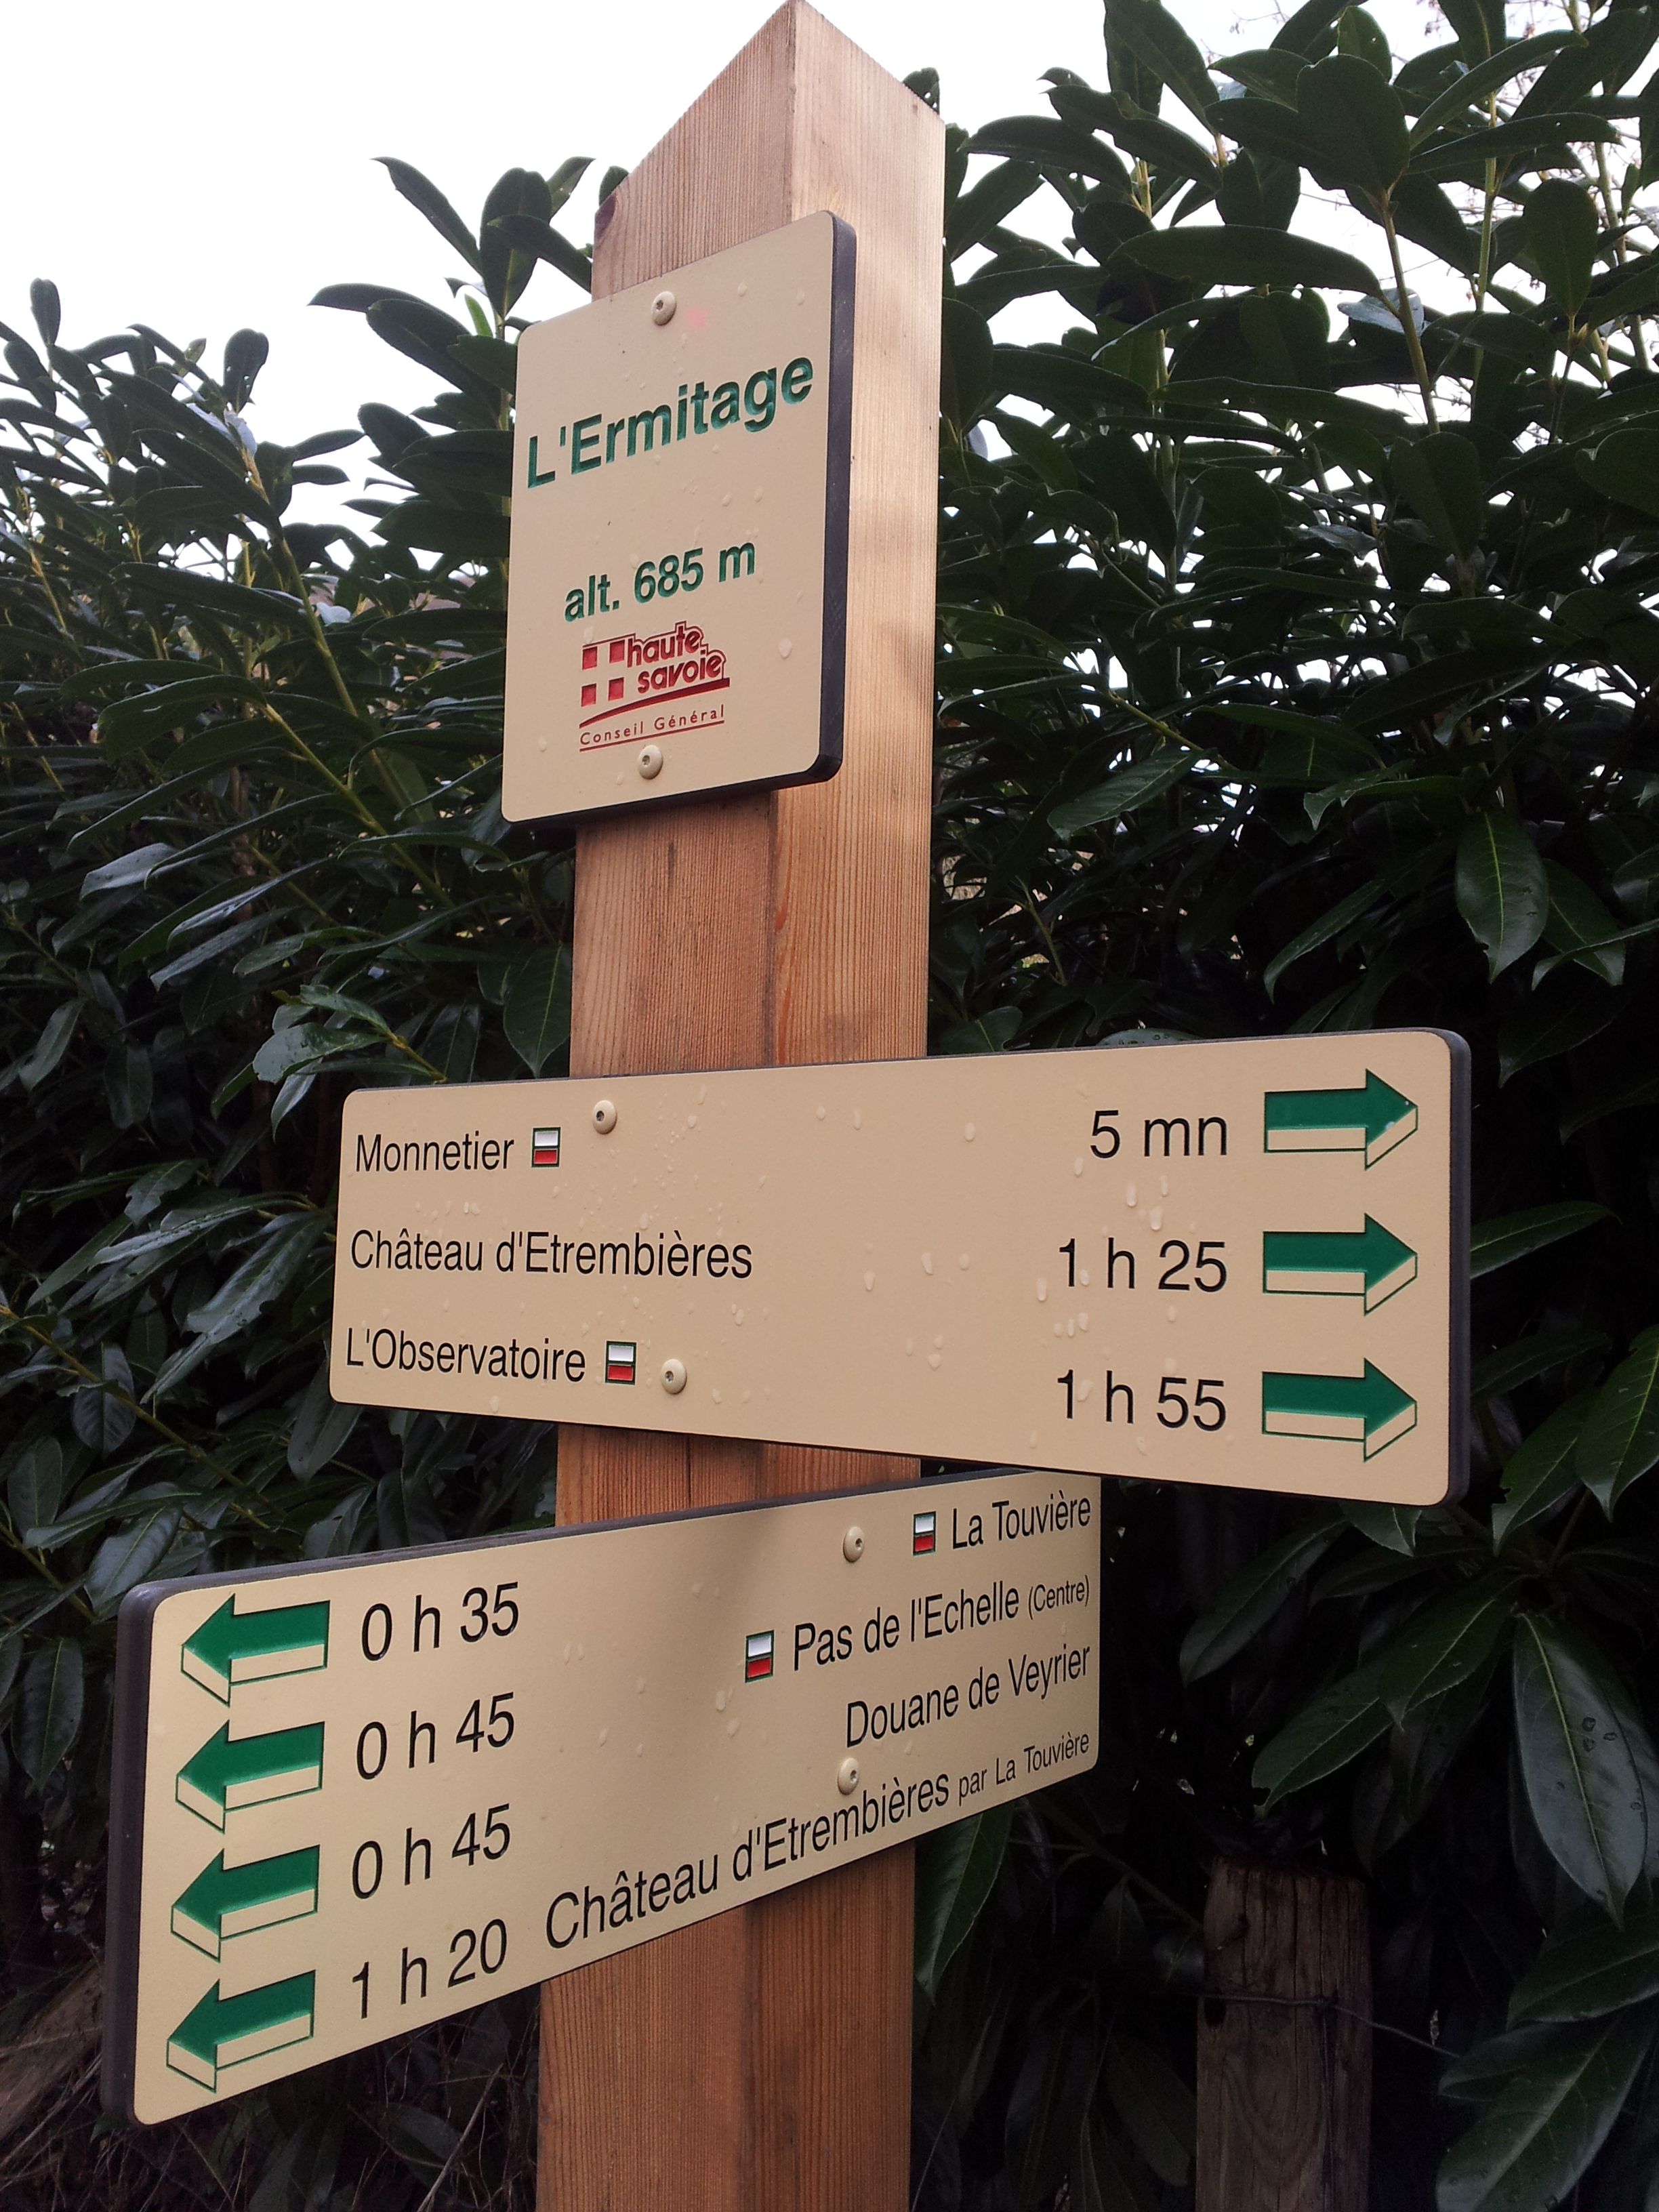 L'Ermitage
alt. 685 m
haute
savoie
Conseil Général
Monnetier 5 mn
Château d'Etrembières 1 h 25
L'Observatoire 1 h 55
0 h 35 La Touvière
0 h 45 Pas de l'Echelle (Centre)
0 h 45 Douane de Veyrier
1 h 20 Château d'Etrembières par La Touvière